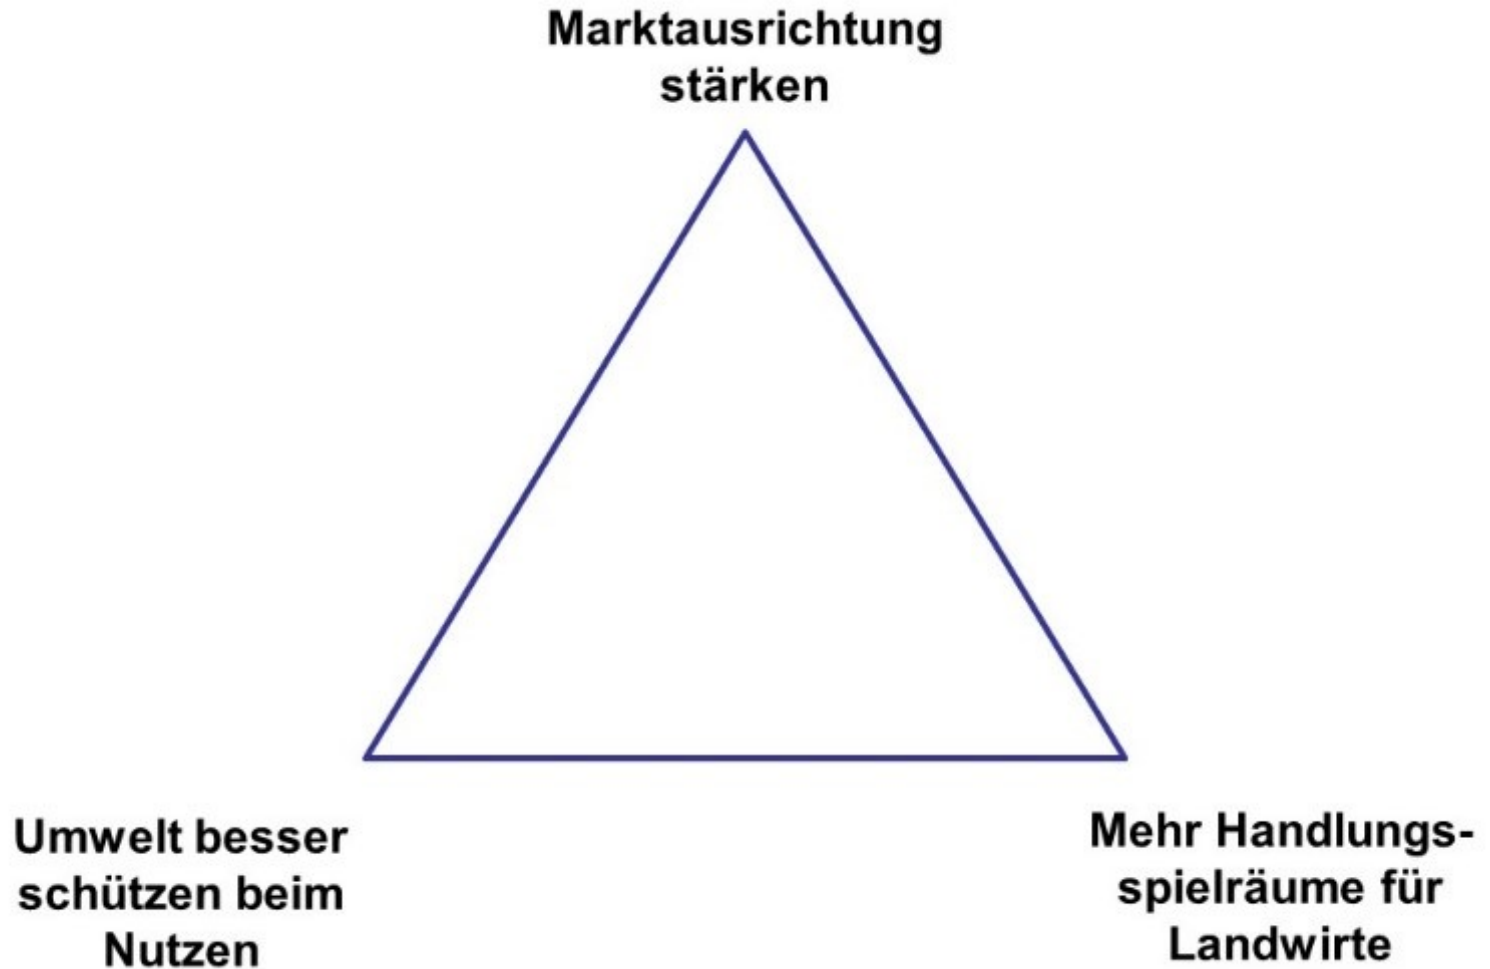 Marktausrichtung
stärken
Umwelt besser
schützen beim
Nutzen
Mehr Handlungs-
spielräume für
Landwirte